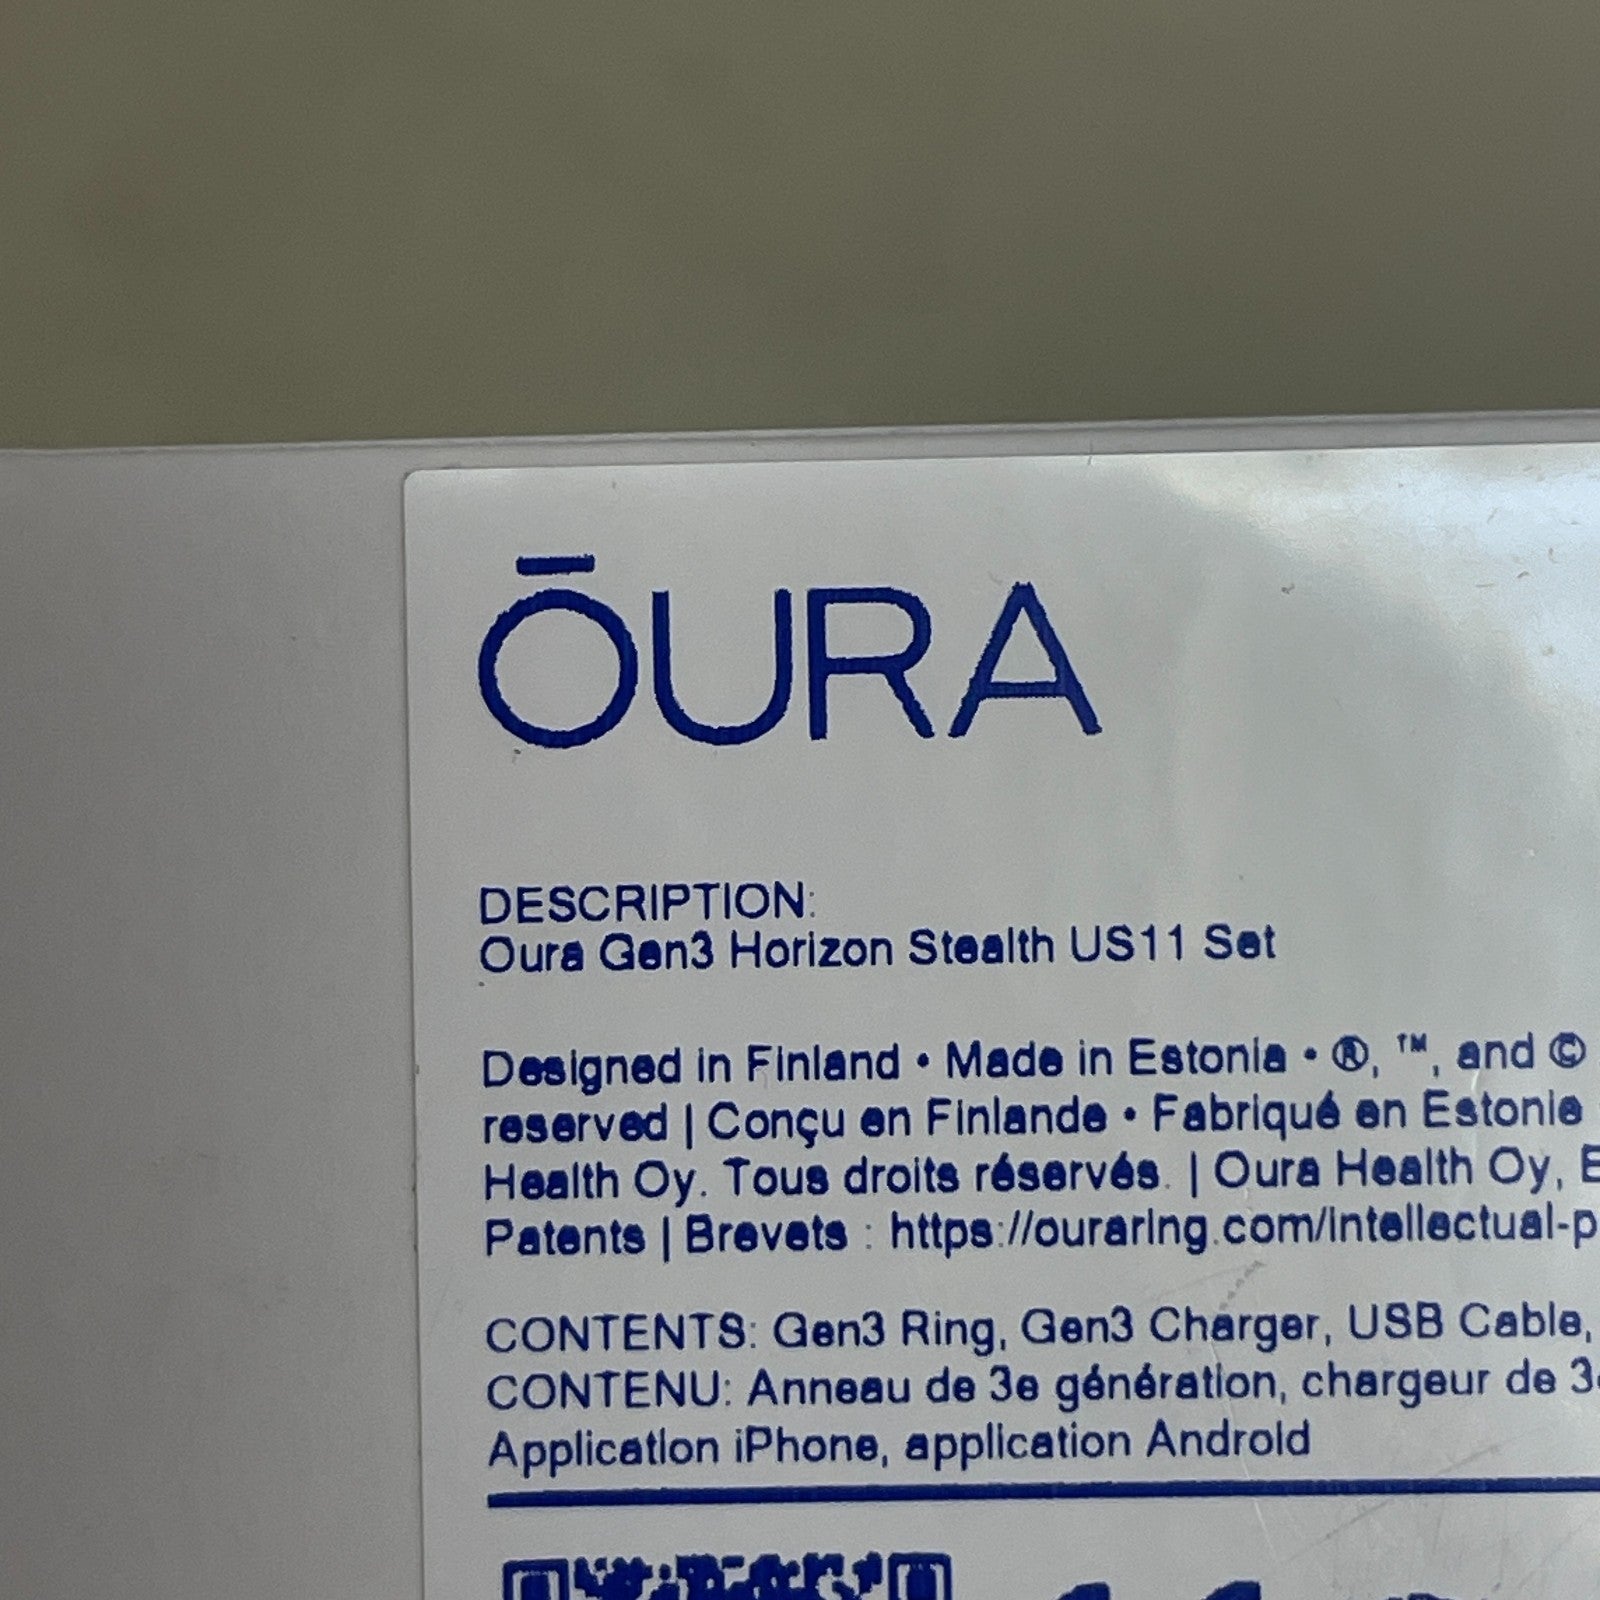 ŌURA
DESCRIPTION:
Oura Gen3 Horizon Stealth US11 Set
Designed in Finland • Made in Estonia • ®, ™, and ©
reserved | Conçu en Finlande • Fabriqué en Estonie
Health Oy. Tous droits réservés. | Oura Health Oy, E
Patents | Brevets : https://ouraring.com/intellectual-p
CONTENTS: Gen3 Ring, Gen3 Charger, USB Cable,
CONTENU: Anneau de 3e génération, chargeur de 3
Application iPhone, application Android